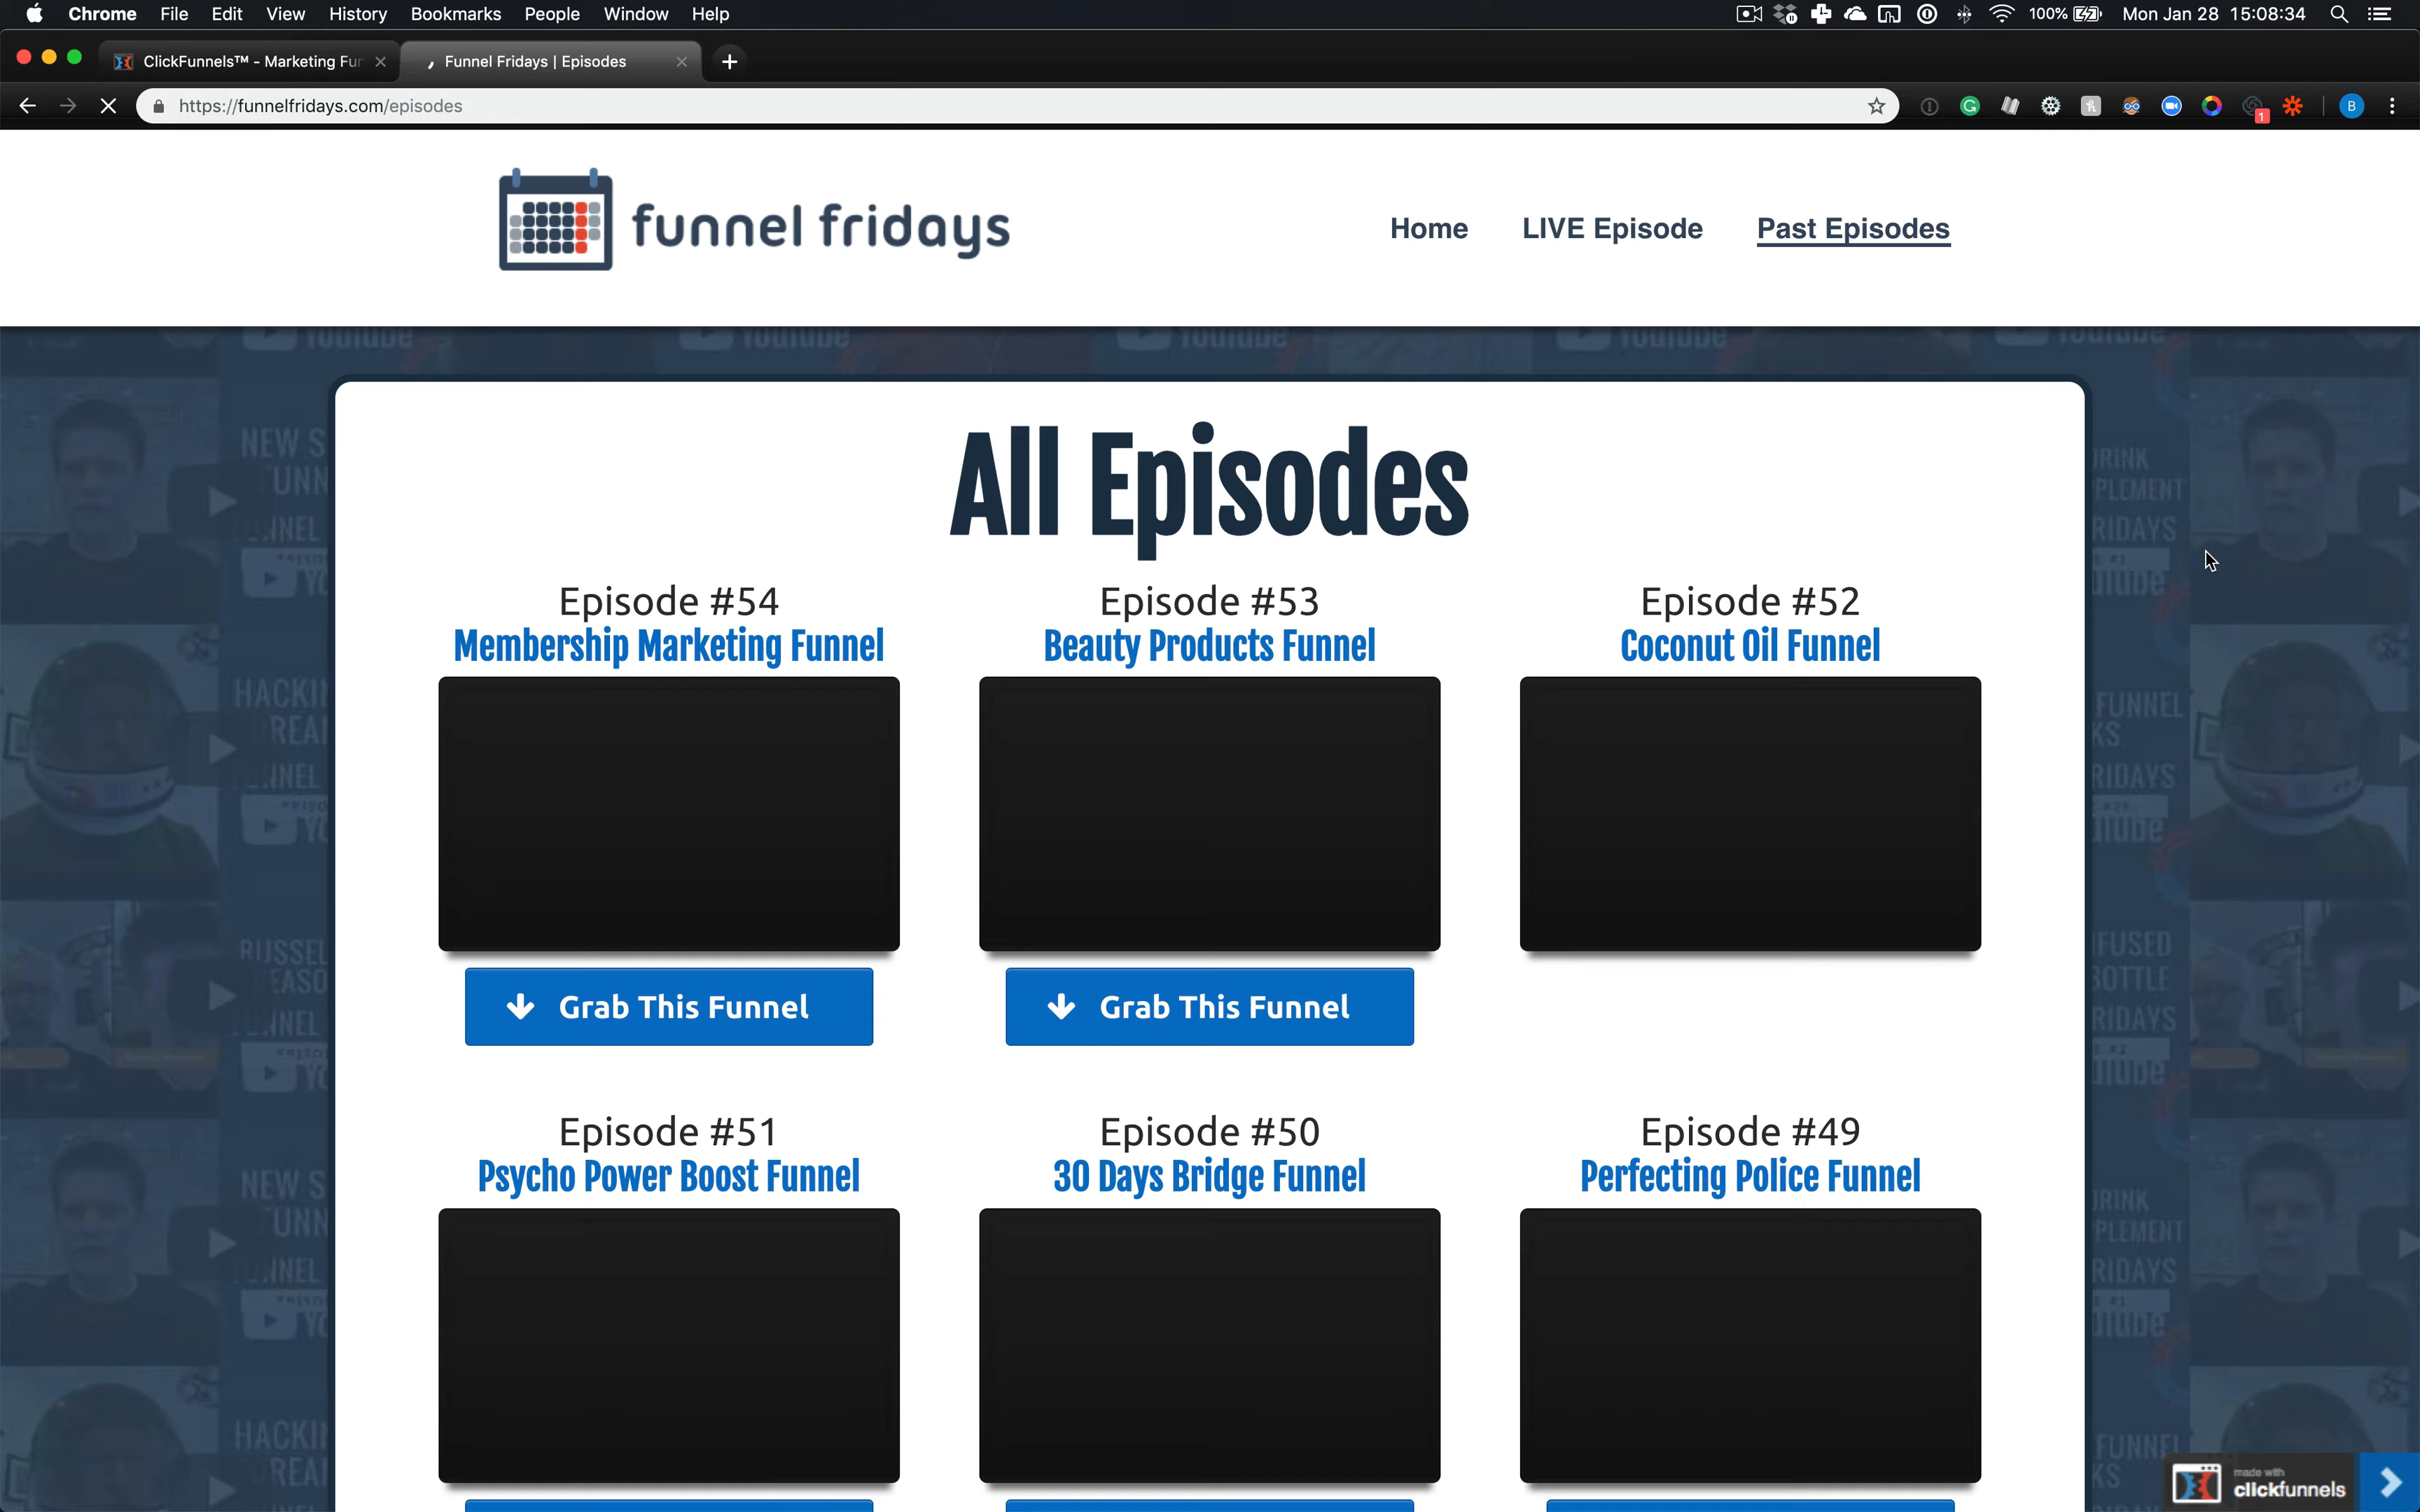 Chrome File Edit View History Bookmarks People Window Help
100% Mon Jan 28 15:08:34
ClickFunnels™ - Marketing Fun
Funnel Fridays | Episodes
https://funnelfridays.com/episodes
1
B
funnel fridays
Home LIVE Episode Past Episodes
All Episodes
Episode #54
Membership Marketing Funnel
Grab This Funnel
Episode #53
Beauty Products Funnel
Grab This Funnel
Episode #52
Coconut Oil Funnel
Episode #51
Psycho Power Boost Funnel
Episode #50
30 Days Bridge Funnel
Episode #49
Perfecting Police Funnel
made with
clickfunnels